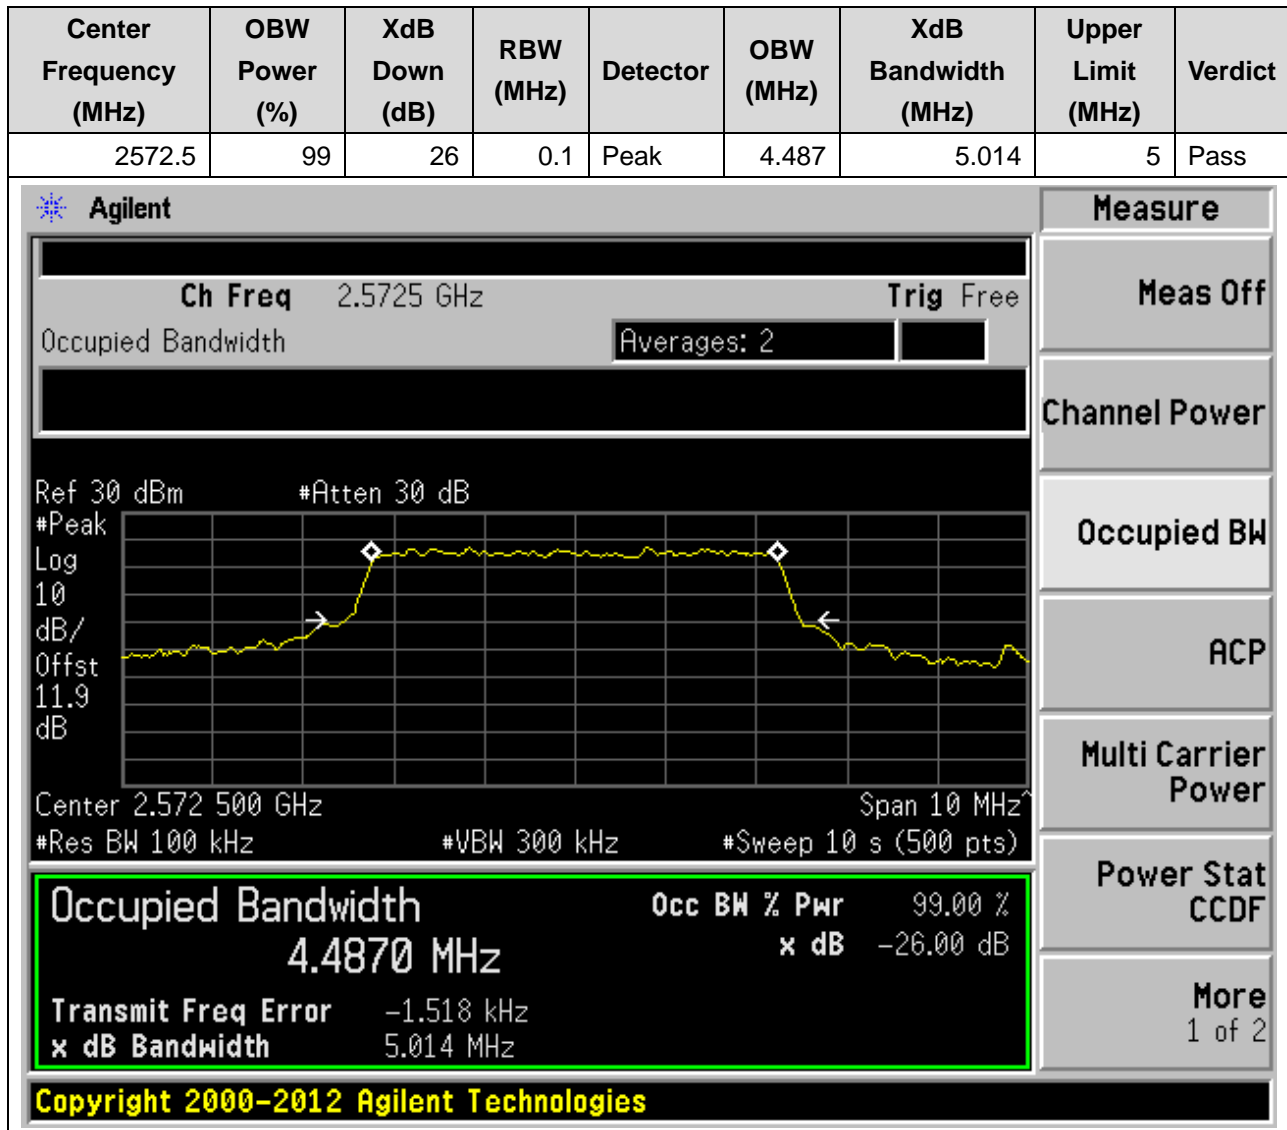 Center Frequency (MHz) OBW Power (%) XdB Down (dB) RBW (MHz) Detector OBW (MHz) XdB Bandwidth (MHz) Upper Limit (MHz) Verdict
2572.5 99 26 0.1 Peak 4.487 5.014 5 Pass
Agilent
Measure
Ch Freq 2.5725 GHz Trig Free
Meas Off
Occupied Bandwidth Averages: 2
Channel Power
Ref 30 dBm #Atten 30 dB
#Peak
Log
10
dB/
Offst
11.9
dB
Occupied BW
ACP
Multi Carrier
Power
Center 2.572 500 GHz Span 10 MHz^
#Res BW 100 kHz #VBW 300 kHz #Sweep 10 s (500 pts)
Power Stat
CCDF
Occupied Bandwidth Occ BW % Pwr 99.00 %
4.4870 MHz x dB -26.00 dB
Transmit Freq Error -1.518 kHz
x dB Bandwidth 5.014 MHz
More
1 of 2
Copyright 2000-2012 Agilent Technologies